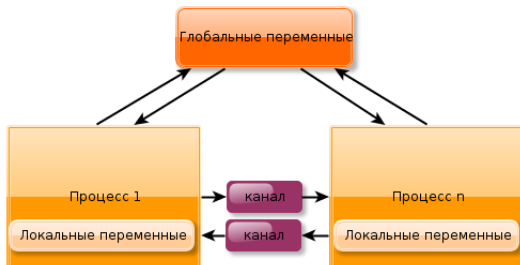 Глобальные переменные
Процесс 1
канал
Процесс n
Локальные переменные
канал
Локальные переменные